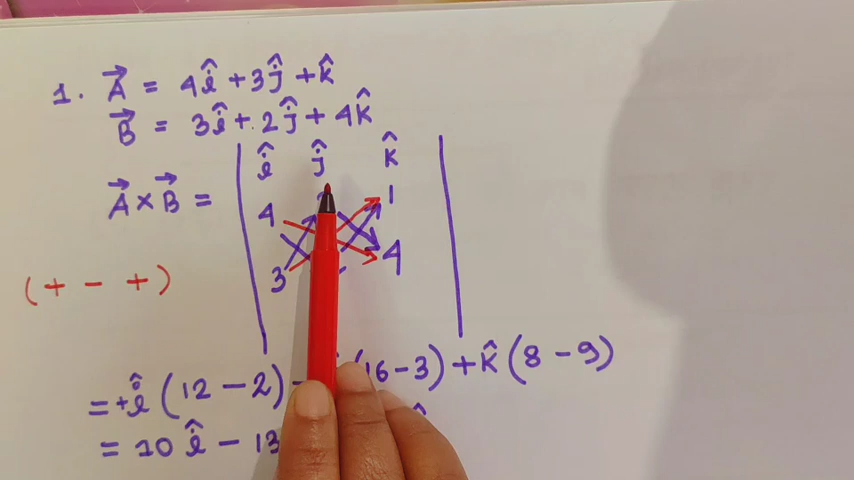 1. A⃗ = 4î + 3ĵ + k̂
B⃗ = 3î + 2ĵ + 4k̂
A⃗ × B⃗ = | î ĵ k̂ |
4 1
3 4
(+ − +)
= +î (12 − 2) − (16 − 3) + k̂ (8 − 9)
= 10 î − 13